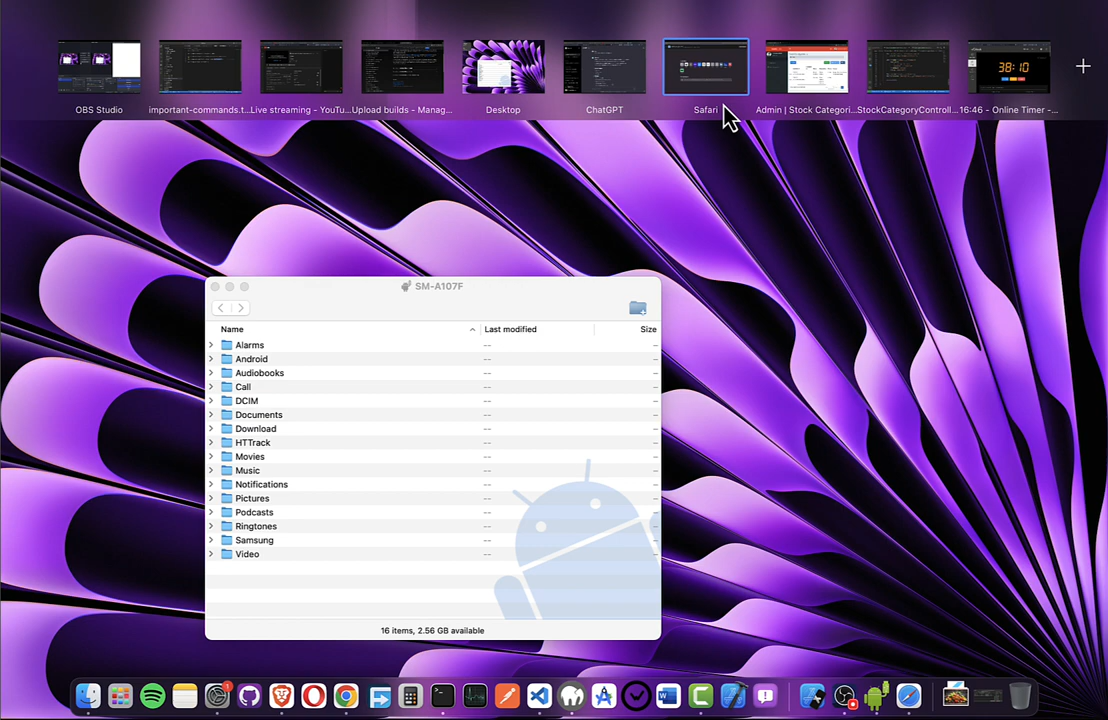 38:10
OBS Studio
important-commands.t...
Live streaming - YouTu...
Upload builds - Manag...
Desktop
ChatGPT
Safari
Admin | Stock Categori...
StockCategoryControll...
16:46 - Online Timer -...
SM-A107F
Name Last modified Size
Alarms -- --
Android -- --
Audiobooks -- --
Call -- --
DCIM -- --
Documents -- --
Download -- --
HTTrack -- --
Movies -- --
Music -- --
Notifications -- --
Pictures -- --
Podcasts -- --
Ringtones -- --
Samsung -- --
Video -- --
16 items, 2.56 GB available